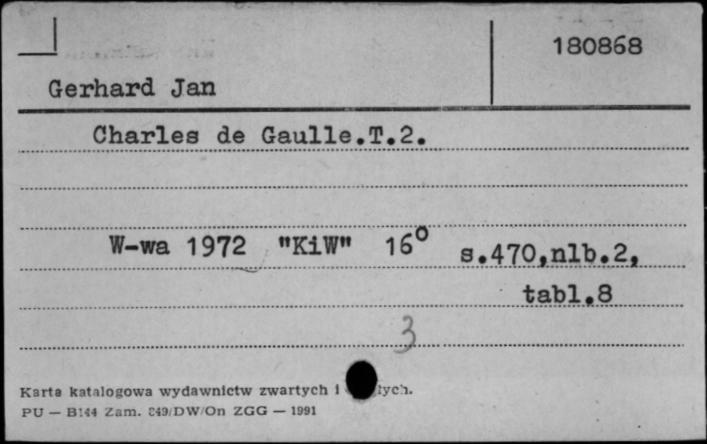 180868
Gerhard Jan
Charles de Gaulle.T.2.
W-wa 1972 "KiW" 16° s.470,nlb.2,
tabl.8
3
Karta katalogowa wydawnictw zwartych i
PU — B144 Zam. 849/DW/On ZGG — 1991